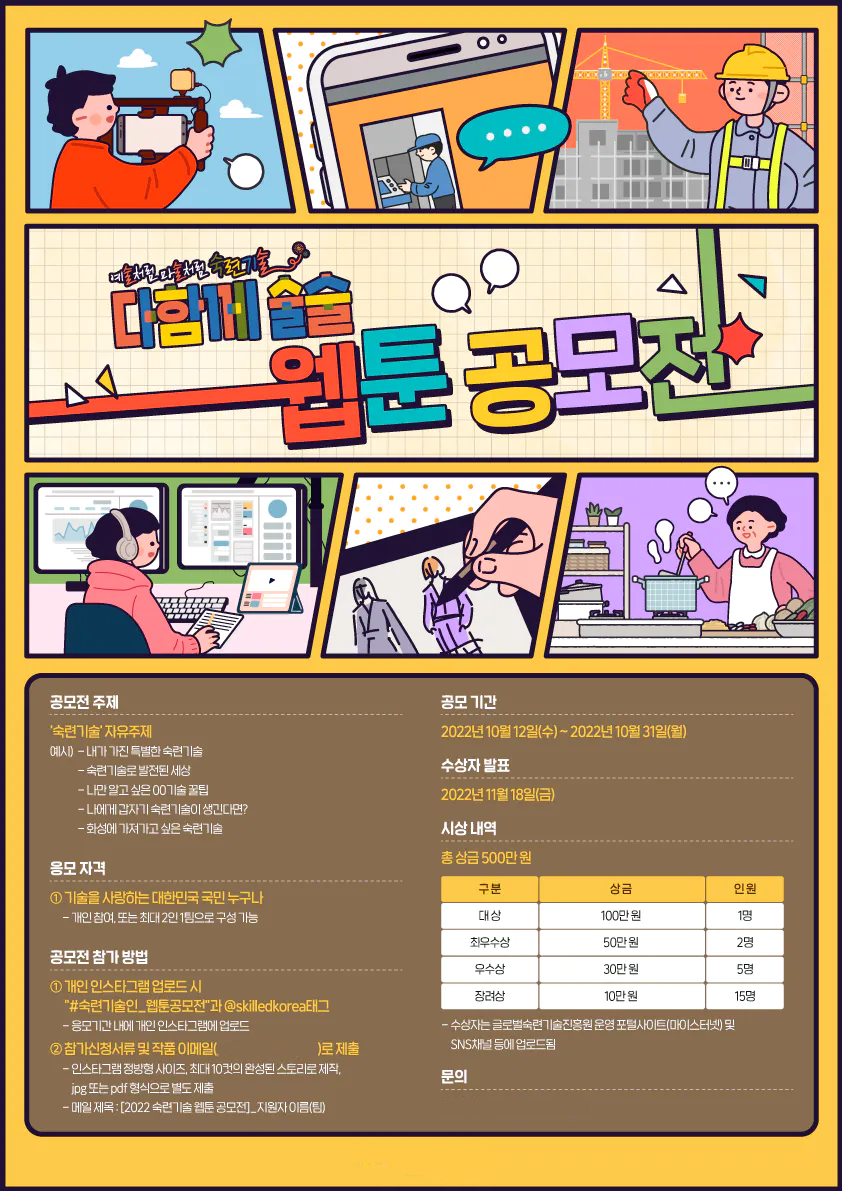 예술처럼 마술처럼 숙련기술
다함께 술술
웹툰 공모전
공모전 주제
'숙련기술' 자유주제
예시) - 내가 가진 특별한 숙련기술
- 숙련기술로 발전된 세상
- 나만 알고 싶은 00기술 꿀팁
- 나에게 갑자기 숙련기술이 생긴다면?
- 화성에 가져가고 싶은 숙련기술
응모 자격
① 기술을 사랑하는 대한민국 국민 누구나
- 개인 참여, 또는 최대 2인 1팀으로 구성 가능
공모전 참가 방법
① 개인 인스타그램 업로드 시
"#숙련기술인_웹툰공모전"과 @skilledkorea태그
- 응모기간 내에 개인 인스타그램에 업로드
② 참가신청서류 및 작품 이메일( )로 제출
- 인스타그램 정방형 사이즈, 최대 10컷의 완성된 스토리로 제작,
jpg 또는 pdf 형식으로 별도 제출
- 메일 제목 : [2022 숙련기술 웹툰 공모전]_지원자 이름(팀)
공모 기간
2022년 10월 12일(수) ~ 2022년 10월 31일(월)
수상자 발표
2022년 11월 18일(금)
시상 내역
총 상금 500만 원
구분 상금 인원
대상 100만 원 1명
최우수상 50만 원 2명
우수상 30만 원 5명
장려상 10만 원 15명
- 수상자는 글로벌숙련기술진흥원 운영 포털사이트(마이스터넷) 및
SNS채널 등에 업로드됨
문의